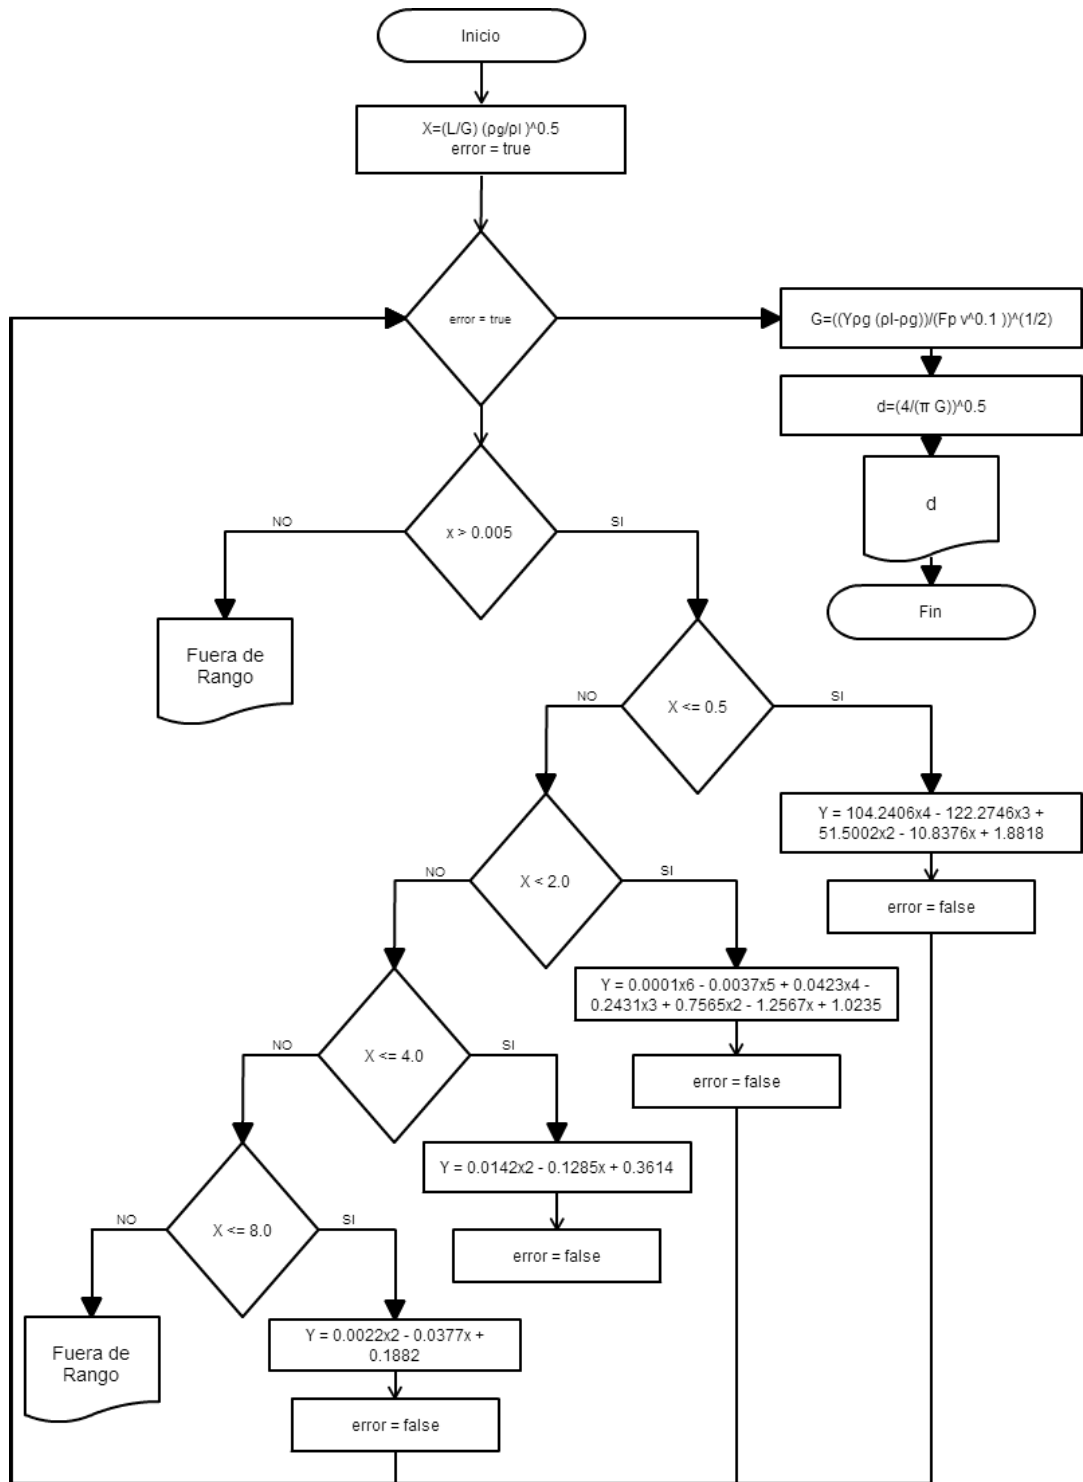 Inicio
X=(L/G) (ρg/ρl )^0.5
error = true
error = true
G=((Yρg (ρl-ρg))/(Fp v^0.1 ))^(1/2)
d=(4/(π G))^0.5
d
Fin
x > 0.005
NO
SI
Fuera de
Rango
X <= 0.5
NO
SI
Y = 104.2406x4 - 122.2746x3 +
51.5002x2 - 10.8376x + 1.8818
error = false
X < 2.0
NO
SI
Y = 0.0001x6 - 0.0037x5 + 0.0423x4 -
0.2431x3 + 0.7565x2 - 1.2567x + 1.0235
error = false
X <= 4.0
NO
SI
Y = 0.0142x2 - 0.1285x + 0.3614
error = false
X <= 8.0
NO
SI
Fuera de
Rango
Y = 0.0022x2 - 0.0377x +
0.1882
error = false